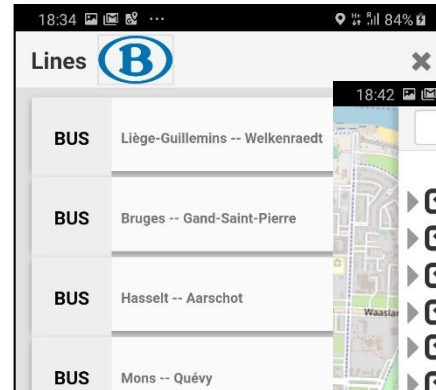 18:34 84%
Lines B
18:42
BUS Liège-Guillemins -- Welkenraedt
BUS Bruges -- Gand-Saint-Pierre
BUS Hasselt -- Aarschot
BUS Mons -- Quévy